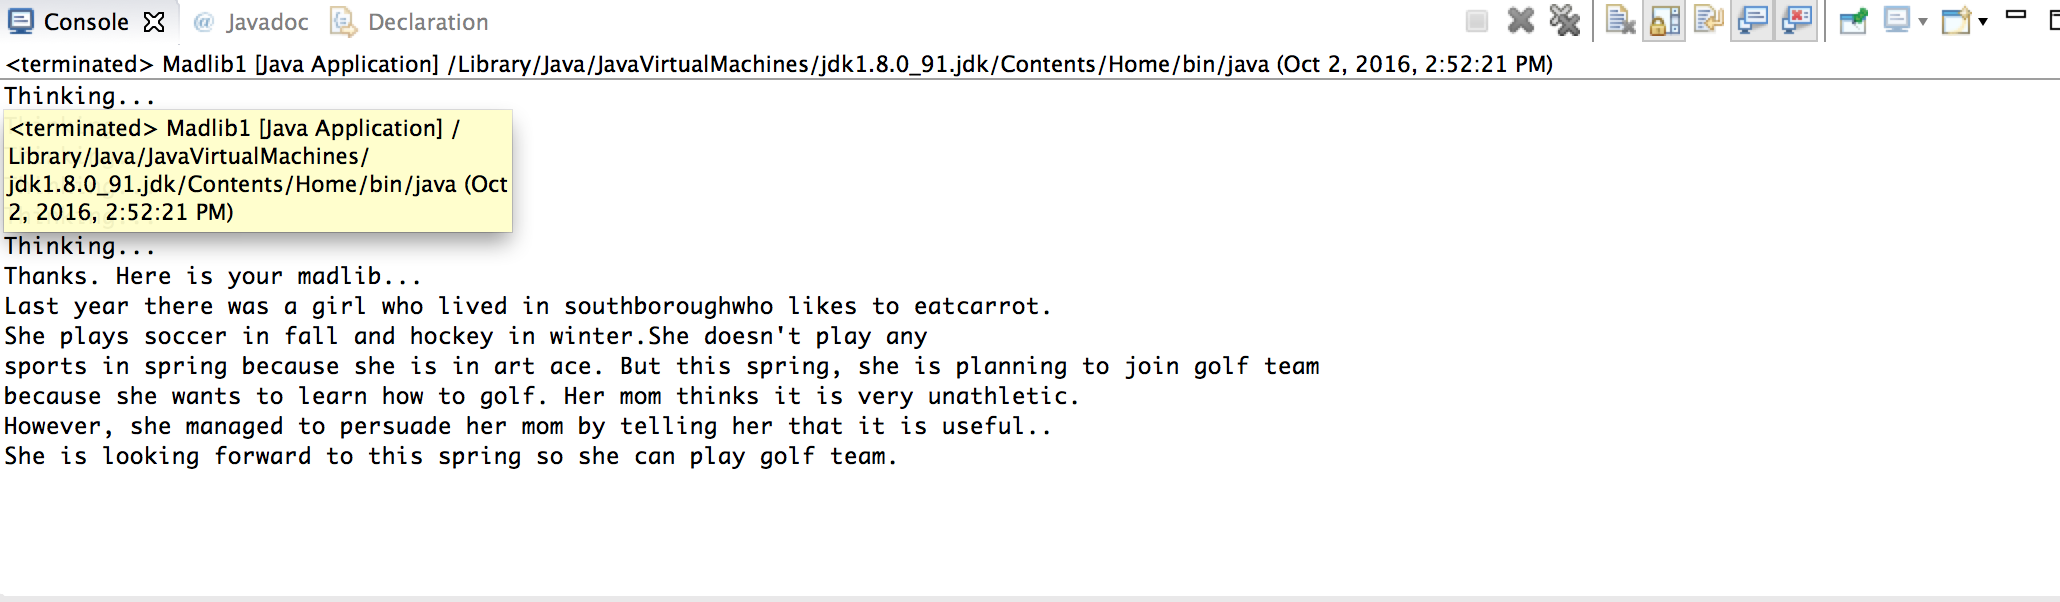 Console Javadoc Declaration
<terminated> Madlib1 [Java Application] /Library/Java/JavaVirtualMachines/jdk1.8.0_91.jdk/Contents/Home/bin/java (Oct 2, 2016, 2:52:21 PM)
Thinking...
<terminated> Madlib1 [Java Application] /
Library/Java/JavaVirtualMachines/
jdk1.8.0_91.jdk/Contents/Home/bin/java (Oct
2, 2016, 2:52:21 PM)
Thinking...
Thanks. Here is your madlib...
Last year there was a girl who lived in southboroughwho likes to eatcarrot.
She plays soccer in fall and hockey in winter.She doesn't play any
sports in spring because she is in art ace. But this spring, she is planning to join golf team
because she wants to learn how to golf. Her mom thinks it is very unathletic.
However, she managed to persuade her mom by telling her that it is useful..
She is looking forward to this spring so she can play golf team.